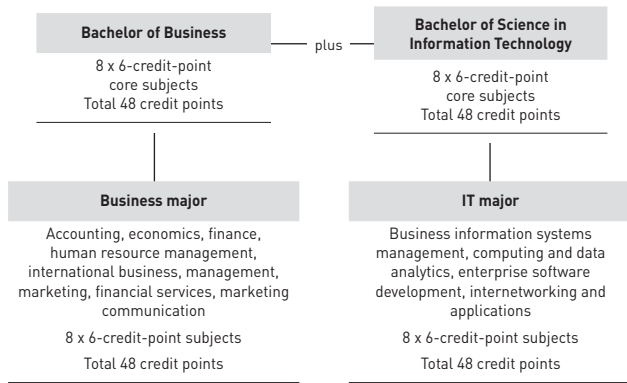 Bachelor of Business
8 x 6-credit-point
core subjects
Total 48 credit points
plus
Bachelor of Science in
Information Technology
8 x 6-credit-point
core subjects
Total 48 credit points
Business major
Accounting, economics, finance,
human resource management,
international business, management,
marketing, financial services, marketing
communication
8 x 6-credit-point subjects
Total 48 credit points
IT major
Business information systems
management, computing and data
analytics, enterprise software
development, internetworking and
applications
8 x 6-credit-point subjects
Total 48 credit points